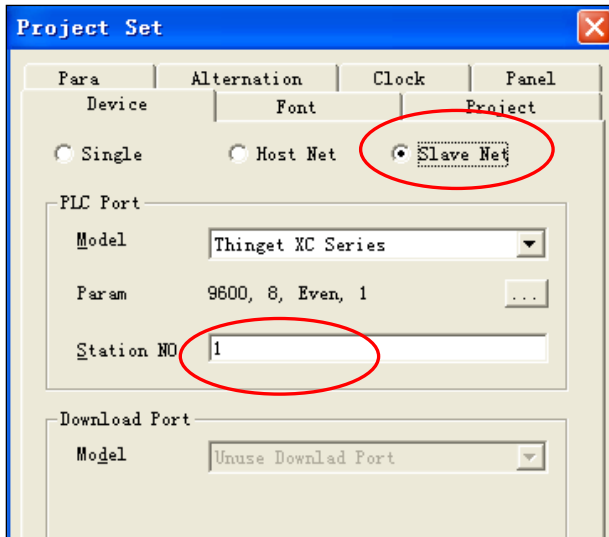 Project Set
Para Alternation Clock Panel
Device Font Project
Single Host Net Slave Net
PLC Port
Model Thinget XC Series
Param 9600, 8, Even, 1 ...
Station NO 1
Download Port
Model Unuse Downlad Port